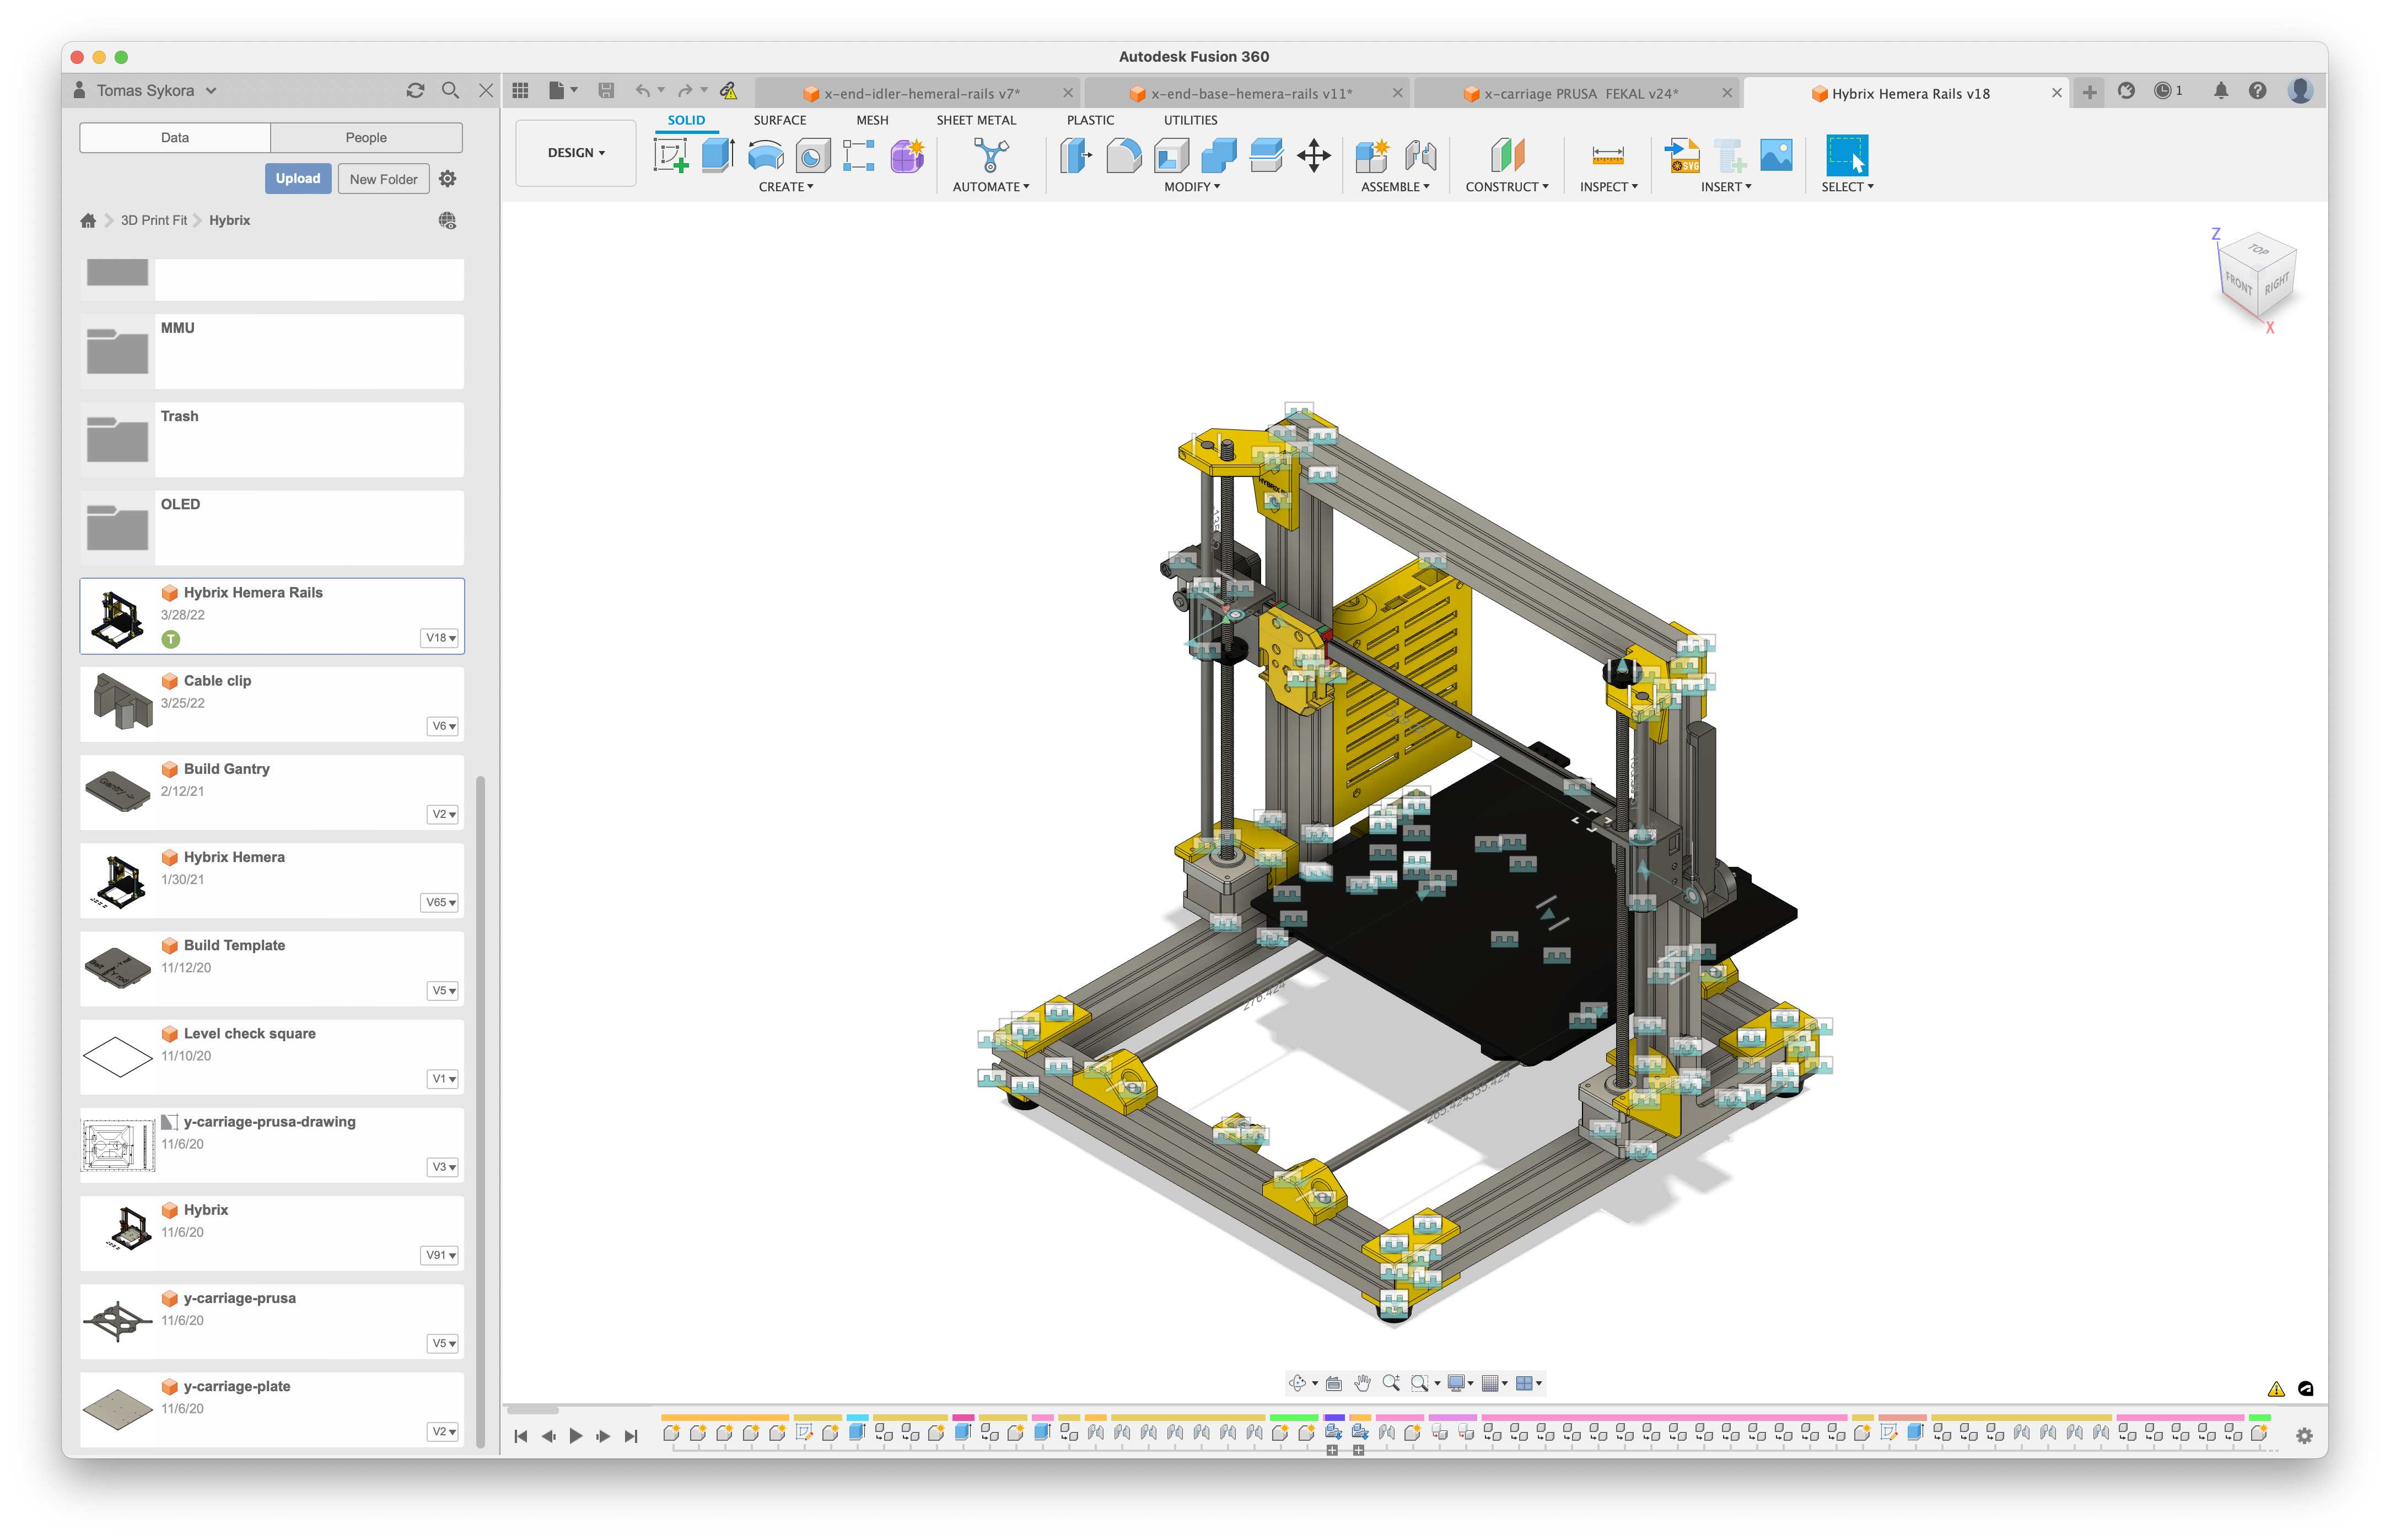 Autodesk Fusion 360
Tomas Sykora
x-end-idler-hemeral-rails v7*
x-end-base-hemera-rails v11*
x-carriage PRUSA FEKAL v24*
Hybrix Hemera Rails v18
1
Data
People
Upload
New Folder
3D Print Fit
Hybrix
DESIGN
SOLID
SURFACE
MESH
SHEET METAL
PLASTIC
UTILITIES
CREATE
AUTOMATE
MODIFY
ASSEMBLE
CONSTRUCT
INSPECT
SVG
INSERT
SELECT
Z
TOP
FRONT
RIGHT
X
MMU
Trash
OLED
Hybrix Hemera Rails
3/28/22
T
V18
Cable clip
3/25/22
V6
Build Gantry
2/12/21
V2
Hybrix Hemera
1/30/21
V65
Build Template
11/12/20
V5
Level check square
11/10/20
V1
y-carriage-prusa-drawing
11/6/20
V3
Hybrix
11/6/20
V91
y-carriage-prusa
11/6/20
V5
y-carriage-plate
11/6/20
V2
HYBRIX